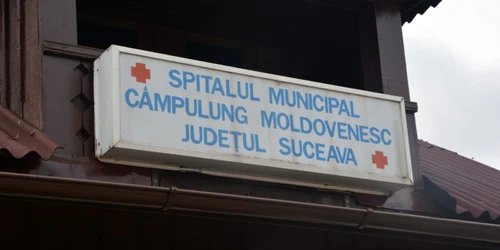 SPITALUL MUNICIPAL
CÂMPULUNG MOLDOVENESC
JUDEȚUL SUCEAVA